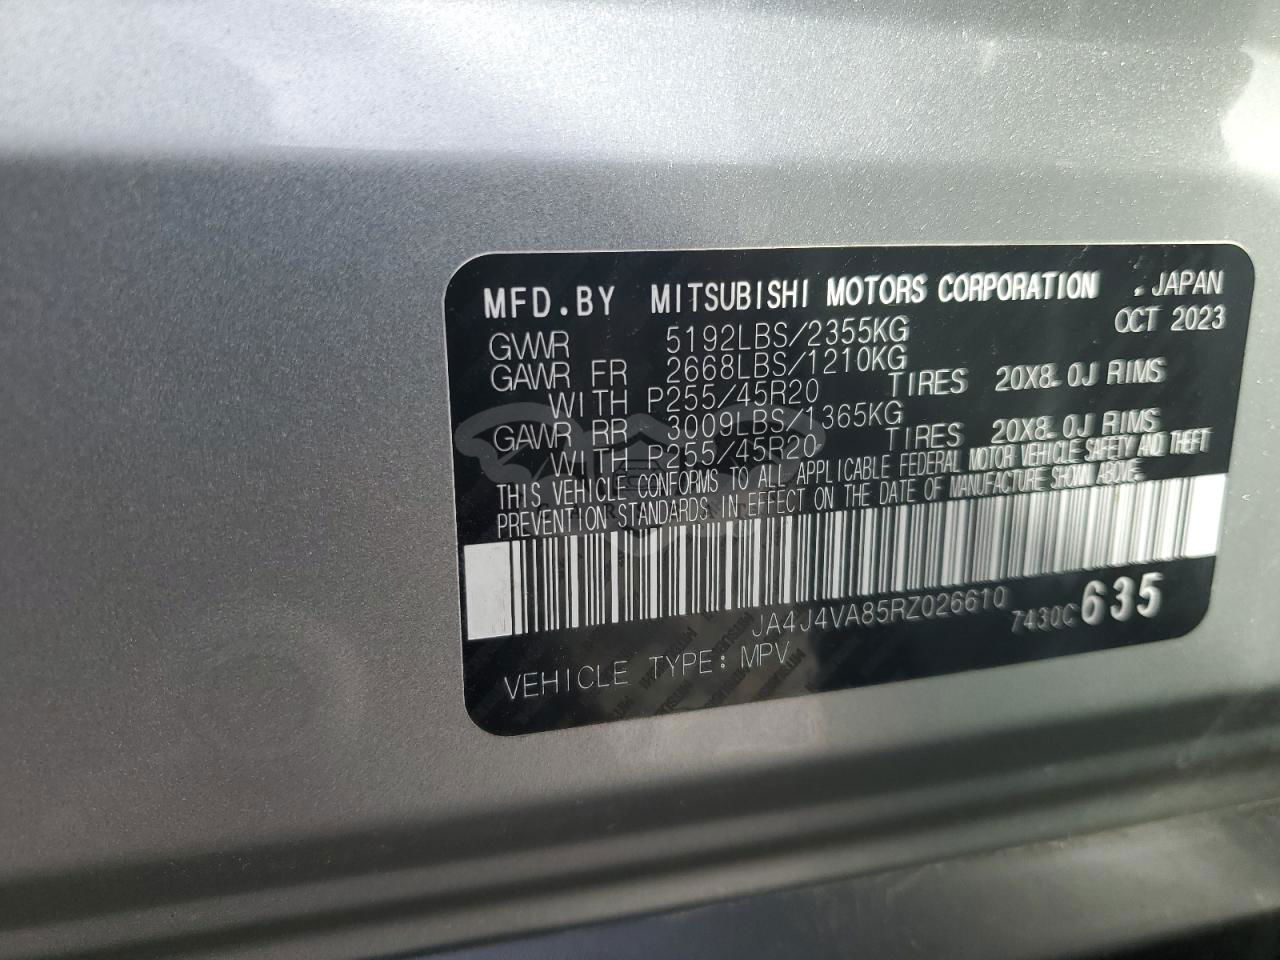 MFD.BY MITSUBISHI MOTORS CORPORATION . JAPAN
OCT 2023
GVWR 5192LBS/2355KG
GAWR FR 2668LBS/1210KG
WITH P255/45R20 TIRES 20X8.0J RIMS
GAWR RR 3009LBS/1365KG
WITH P255/45R20 TIRES 20X8.0J RIMS
THIS VEHICLE CONFORMS TO ALL APPLICABLE FEDERAL MOTOR VEHICLE SAFETY AND THEFT
PREVENTION STANDARDS IN EFFECT ON THE DATE OF MANUFACTURE SHOWN ABOVE.
JA4J4VA85RZ026610
7430C 635
VEHICLE TYPE: MPV